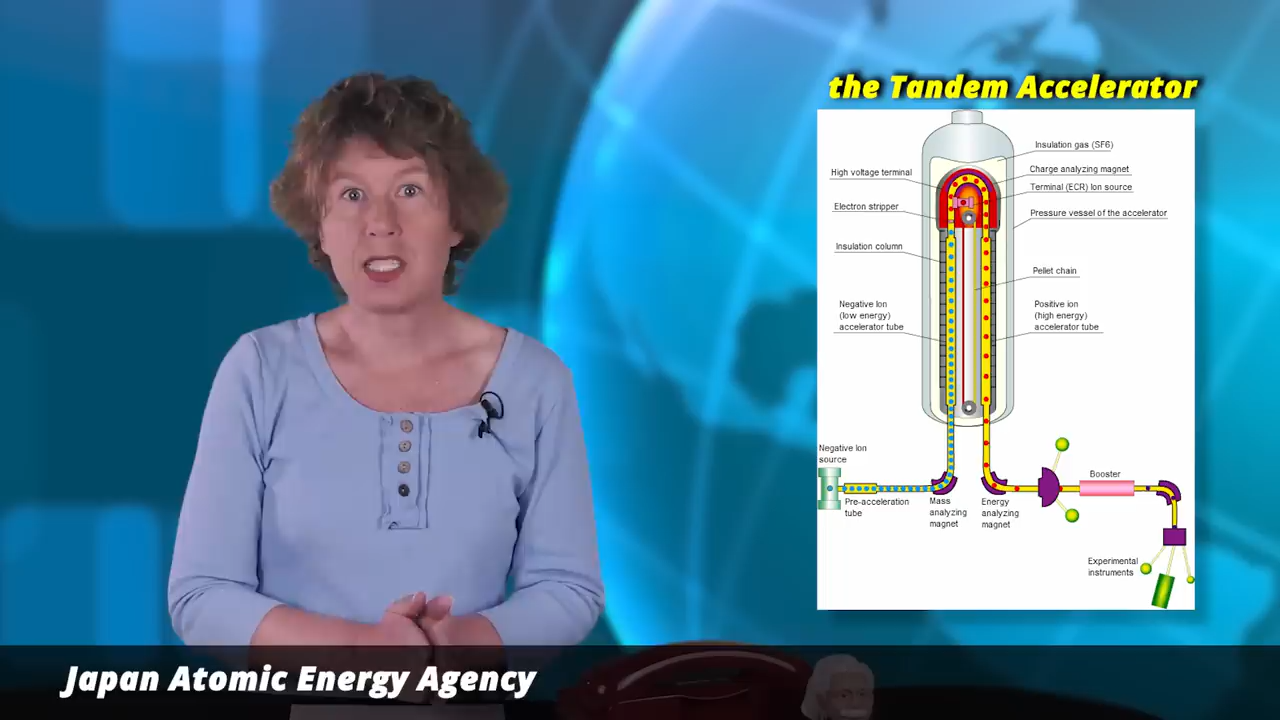 the Tandem Accelerator
Insulation gas (SF6)
High voltage terminal
Charge analyzing magnet
Terminal (ECR) Ion source
Electron stripper
Pressure vessel of the accelerator
Insulation column
Pellet chain
Negative Ion
(low energy)
accelerator tube
Positive ion
(high energy)
accelerator tube
Negative Ion
source
Pre-acceleration
tube
Mass
analyzing
magnet
Energy
analyzing
magnet
Booster
Experimental
instruments
Japan Atomic Energy Agency